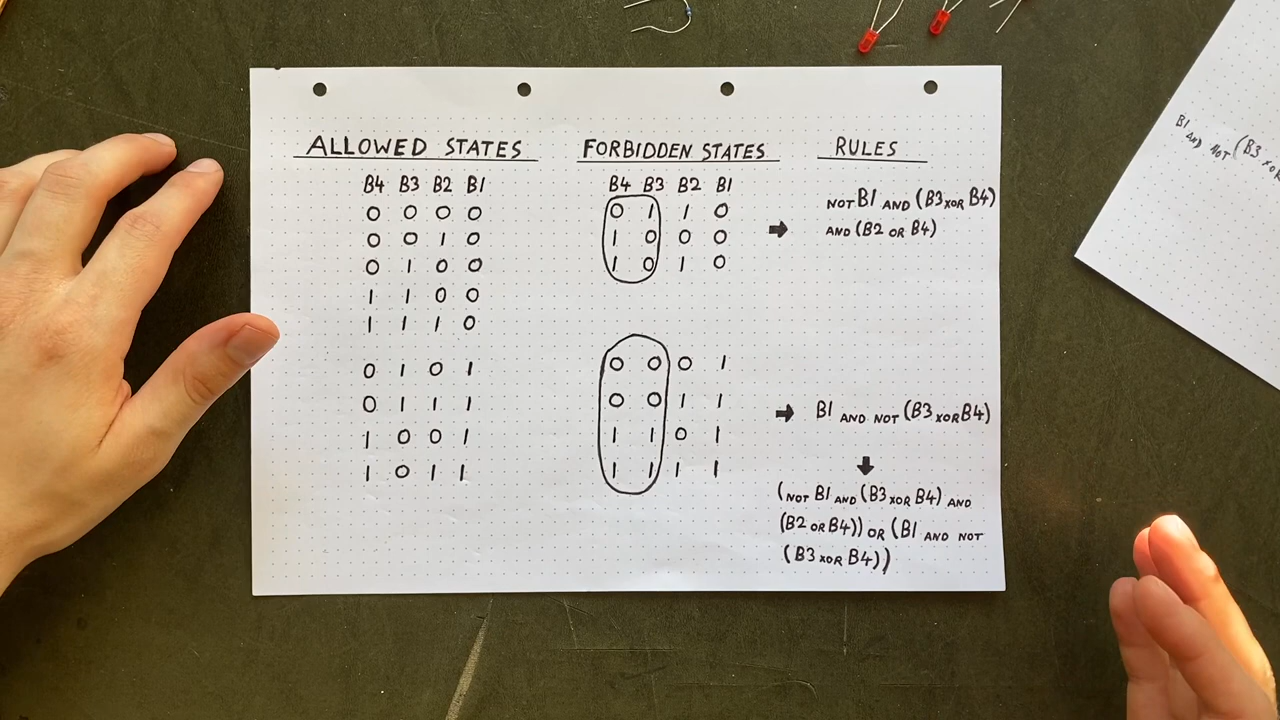 ALLOWED STATES
B4 B3 B2 B1
0 0 0 0
0 0 1 0
0 1 0 0
1 1 0 0
1 1 1 0
0 1 0 1
0 1 1 1
1 0 0 1
1 0 1 1
FORBIDDEN STATES
B4 B3 B2 B1
0 1 1 0
1 0 0 0
1 0 1 0
0 0 0 1
0 0 1 1
1 1 0 1
1 1 1 1
RULES
NOT B1 AND (B3 XOR B4)
AND (B2 OR B4)
B1 AND NOT (B3 XOR B4)
(NOT B1 AND (B3 XOR B4) AND
(B2 OR B4)) OR (B1 AND NOT
(B3 XOR B4))
B1 AND NOT (B3 XOR